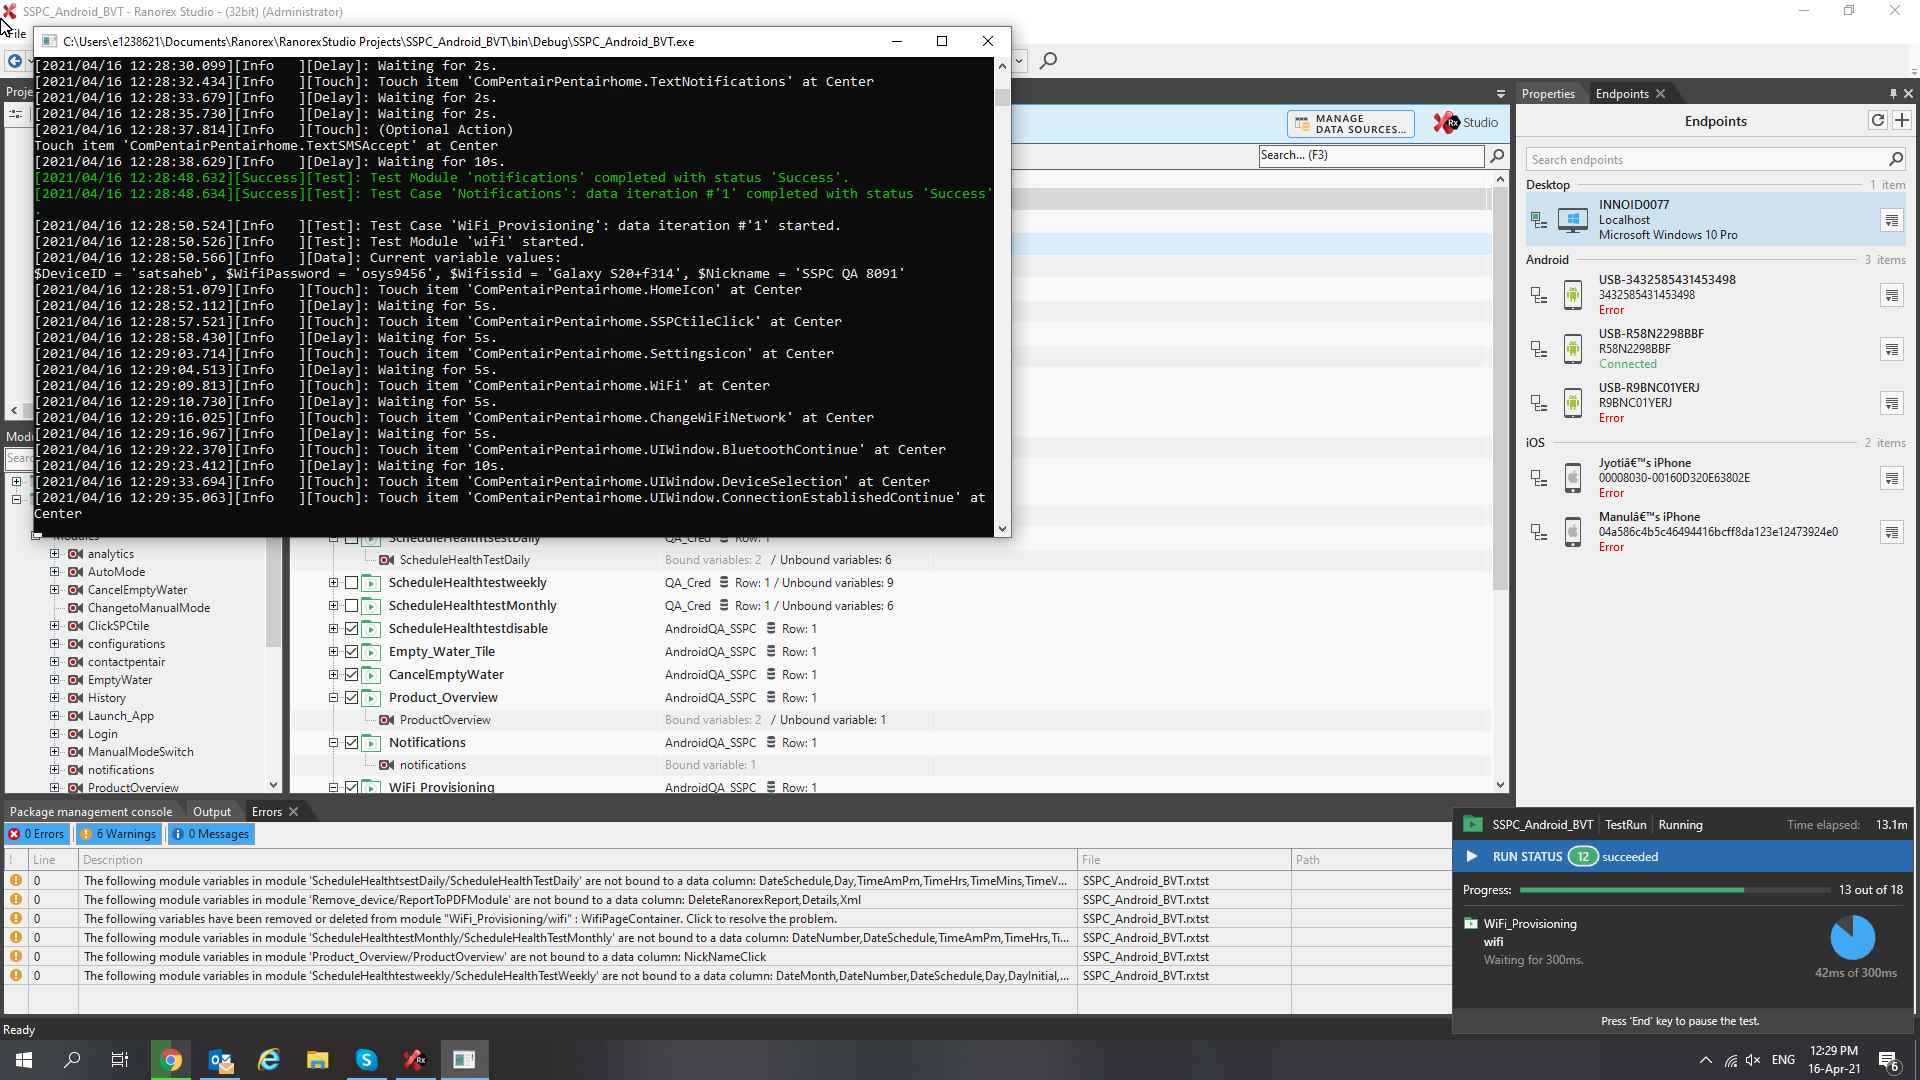 SSPC_Android_BVT - Ranorex Studio - (32bit) (Administrator)
File
C:\Users\e1238621\Documents\Ranorex\RanorexStudio Projects\SSPC_Android_BVT\bin\Debug\SSPC_Android_BVT.exe
[2021/04/16 12:28:30.099][Info   ][Delay]: Waiting for 2s.
[2021/04/16 12:28:32.434][Info   ][Touch]: Touch item 'ComPentairPentairhome.TextNotifications' at Center
[2021/04/16 12:28:33.679][Info   ][Delay]: Waiting for 2s.
[2021/04/16 12:28:35.730][Info   ][Delay]: Waiting for 2s.
[2021/04/16 12:28:37.814][Info   ][Touch]: (Optional Action)
Touch item 'ComPentairPentairhome.TextSMSAccept' at Center
[2021/04/16 12:28:38.629][Info   ][Delay]: Waiting for 10s.
[2021/04/16 12:28:48.632][Success][Test]: Test Module 'notifications' completed with status 'Success'.
[2021/04/16 12:28:48.634][Success][Test]: Test Case 'Notifications': data iteration #'1' completed with status 'Success'
.
[2021/04/16 12:28:50.524][Info   ][Test]: Test Case 'WiFi_Provisioning': data iteration #'1' started.
[2021/04/16 12:28:50.526][Info   ][Test]: Test Module 'wifi' started.
[2021/04/16 12:28:50.566][Info   ][Data]: Current variable values:
$DeviceID = 'satsaheb', $WifiPassword = 'osys9456', $Wifissid = 'Galaxy S20+f314', $Nickname = 'SSPC QA 8091'
[2021/04/16 12:28:51.079][Info   ][Touch]: Touch item 'ComPentairPentairhome.HomeIcon' at Center
[2021/04/16 12:28:52.112][Info   ][Delay]: Waiting for 5s.
[2021/04/16 12:28:57.521][Info   ][Touch]: Touch item 'ComPentairPentairhome.SSPCtileClick' at Center
[2021/04/16 12:28:58.430][Info   ][Delay]: Waiting for 5s.
[2021/04/16 12:29:03.714][Info   ][Touch]: Touch item 'ComPentairPentairhome.Settingsicon' at Center
[2021/04/16 12:29:04.513][Info   ][Delay]: Waiting for 5s.
[2021/04/16 12:29:09.813][Info   ][Touch]: Touch item 'ComPentairPentairhome.WiFi' at Center
[2021/04/16 12:29:10.730][Info   ][Delay]: Waiting for 5s.
[2021/04/16 12:29:16.025][Info   ][Touch]: Touch item 'ComPentairPentairhome.ChangeWiFiNetwork' at Center
[2021/04/16 12:29:16.967][Info   ][Delay]: Waiting for 5s.
[2021/04/16 12:29:22.370][Info   ][Touch]: Touch item 'ComPentairPentairhome.UIWindow.BluetoothContinue' at Center
[2021/04/16 12:29:23.412][Info   ][Delay]: Waiting for 10s.
[2021/04/16 12:29:33.694][Info   ][Touch]: Touch item 'ComPentairPentairhome.UIWindow.DeviceSelection' at Center
[2021/04/16 12:29:35.063][Info   ][Touch]: Touch item 'ComPentairPentairhome.UIWindow.ConnectionEstablishedContinue' at
Center
Proje
Modu
Sear
MANAGE
DATA SOURCES...
Rx Studio
Search... (F3)
Modules
analytics
AutoMode
CancelEmptyWater
ChangetoManualMode
ClickSPCtile
configurations
contactpentair
EmptyWater
History
Launch_App
Login
ManualModeSwitch
notifications
ProductOverview
ScheduleHealthtsestDaily QA_Cred Row: 1
ScheduleHealthTestDaily Bound variables: 2 / Unbound variables: 6
ScheduleHealthtestweekly QA_Cred Row: 1 / Unbound variables: 9
ScheduleHealthtestMonthly QA_Cred Row: 1 / Unbound variables: 6
ScheduleHealthtestdisable AndroidQA_SSPC Row: 1
Empty_Water_Tile AndroidQA_SSPC Row: 1
CancelEmptyWater AndroidQA_SSPC Row: 1
Product_Overview AndroidQA_SSPC Row: 1
ProductOverview Bound variables: 2 / Unbound variable: 1
Notifications AndroidQA_SSPC Row: 1
notifications Bound variable: 1
WiFi_Provisioning AndroidQA_SSPC Row: 1
Properties Endpoints
Endpoints
Search endpoints
Desktop 1 item
INNOID0077
Localhost
Microsoft Windows 10 Pro
Android 3 items
USB-3432585431453498
3432585431453498
Error
USB-R58N2298BBF
R58N2298BBF
Connected
USB-R9BNC01YERJ
R9BNC01YERJ
Error
iOS 2 items
Jyotiâ€™s iPhone
00008030-00160D320E63802E
Error
Manulâ€™s iPhone
04a586c4b5c46494416bcff8da123e12473924e0
Error
Package management console Output Errors
0 Errors 6 Warnings 0 Messages
! Line Description File Path
0 The following module variables in module 'ScheduleHealthtsestDaily/ScheduleHealthTestDaily' are not bound to a data column: DateSchedule,Day,TimeAmPm,TimeHrs,TimeMins,TimeV... SSPC_Android_BVT.rxtst
0 The following module variables in module 'Remove_device/ReportToPDFModule' are not bound to a data column: DeleteRanorexReport,Details,Xml SSPC_Android_BVT.rxtst
0 The following variables have been removed or deleted from module "WiFi_Provisioning/wifi" : WifiPageContainer. Click to resolve the problem. SSPC_Android_BVT.rxtst
0 The following module variables in module 'ScheduleHealthtestMonthly/ScheduleHealthTestMonthly' are not bound to a data column: DateNumber,DateSchedule,TimeAmPm,TimeHrs,Ti... SSPC_Android_BVT.rxtst
0 The following module variables in module 'Product_Overview/ProductOverview' are not bound to a data column: NickNameClick SSPC_Android_BVT.rxtst
0 The following module variables in module 'ScheduleHealthtestweekly/ScheduleHealthTestWeekly' are not bound to a data column: DateMonth,DateNumber,DateSchedule,Day,DayInitial,... SSPC_Android_BVT.rxtst
SSPC_Android_BVT TestRun Running Time elapsed: 13.1m
RUN STATUS 12 succeeded
Progress: 13 out of 18
WiFi_Provisioning
wifi
Waiting for 300ms.
42ms of 300ms
Press 'End' key to pause the test.
Ready
ENG
12:29 PM
16-Apr-21
6